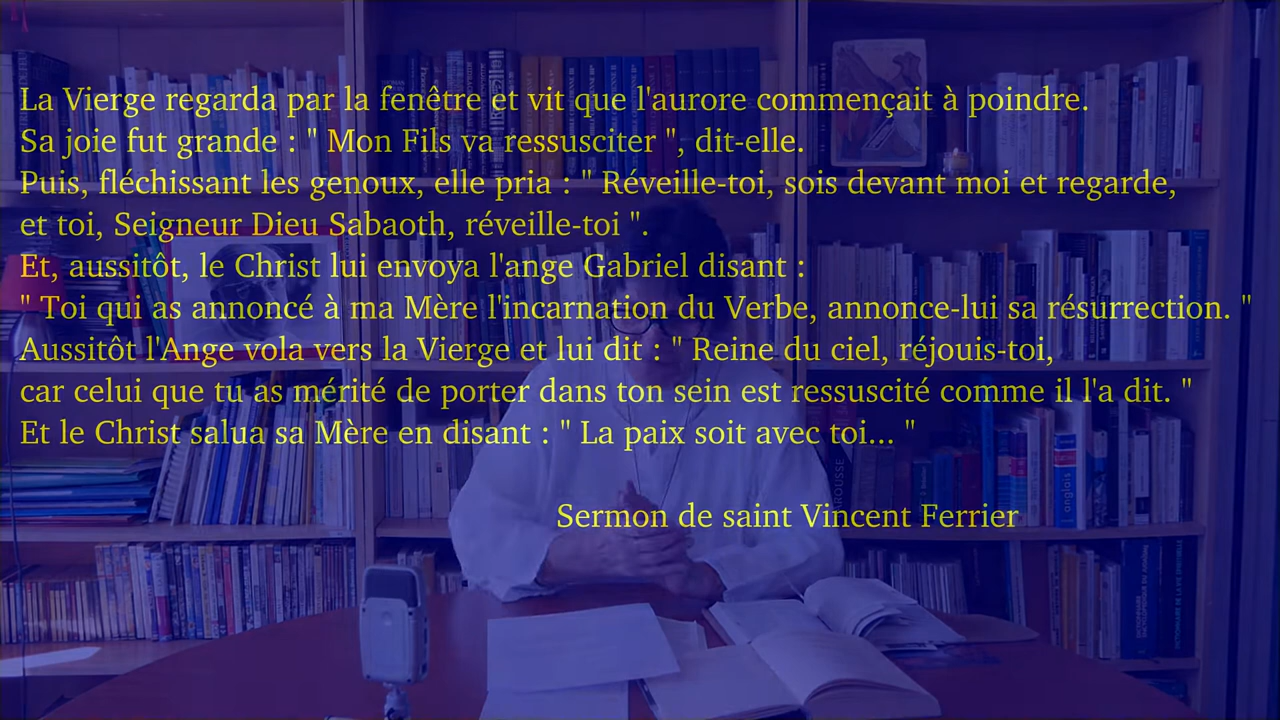 La Vierge regarda par la fenêtre et vit que l'aurore commençait à poindre.
Sa joie fut grande : " Mon Fils va ressusciter ", dit-elle.
Puis, fléchissant les genoux, elle pria : " Réveille-toi, sois devant moi et regarde,
et toi, Seigneur Dieu Sabaoth, réveille-toi ".
Et, aussitôt, le Christ lui envoya l'ange Gabriel disant :
" Toi qui as annoncé à ma Mère l'incarnation du Verbe, annonce-lui sa résurrection. "
Aussitôt l'Ange vola vers la Vierge et lui dit : " Reine du ciel, réjouis-toi,
car celui que tu as mérité de porter dans ton sein est ressuscité comme il l'a dit. "
Et le Christ salua sa Mère en disant : " La paix soit avec toi... "
Sermon de saint Vincent Ferrier
anglais